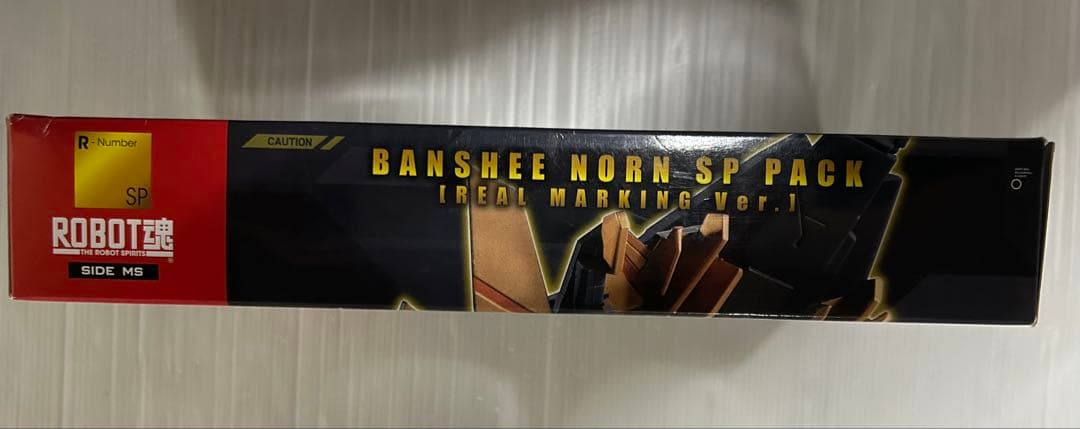 R - Number
SP
ROBOT魂
THE ROBOT SPIRITS
®
SIDE MS
CAUTION
BANSHEE NORN SP PACK
[REAL MARKING Ver.]